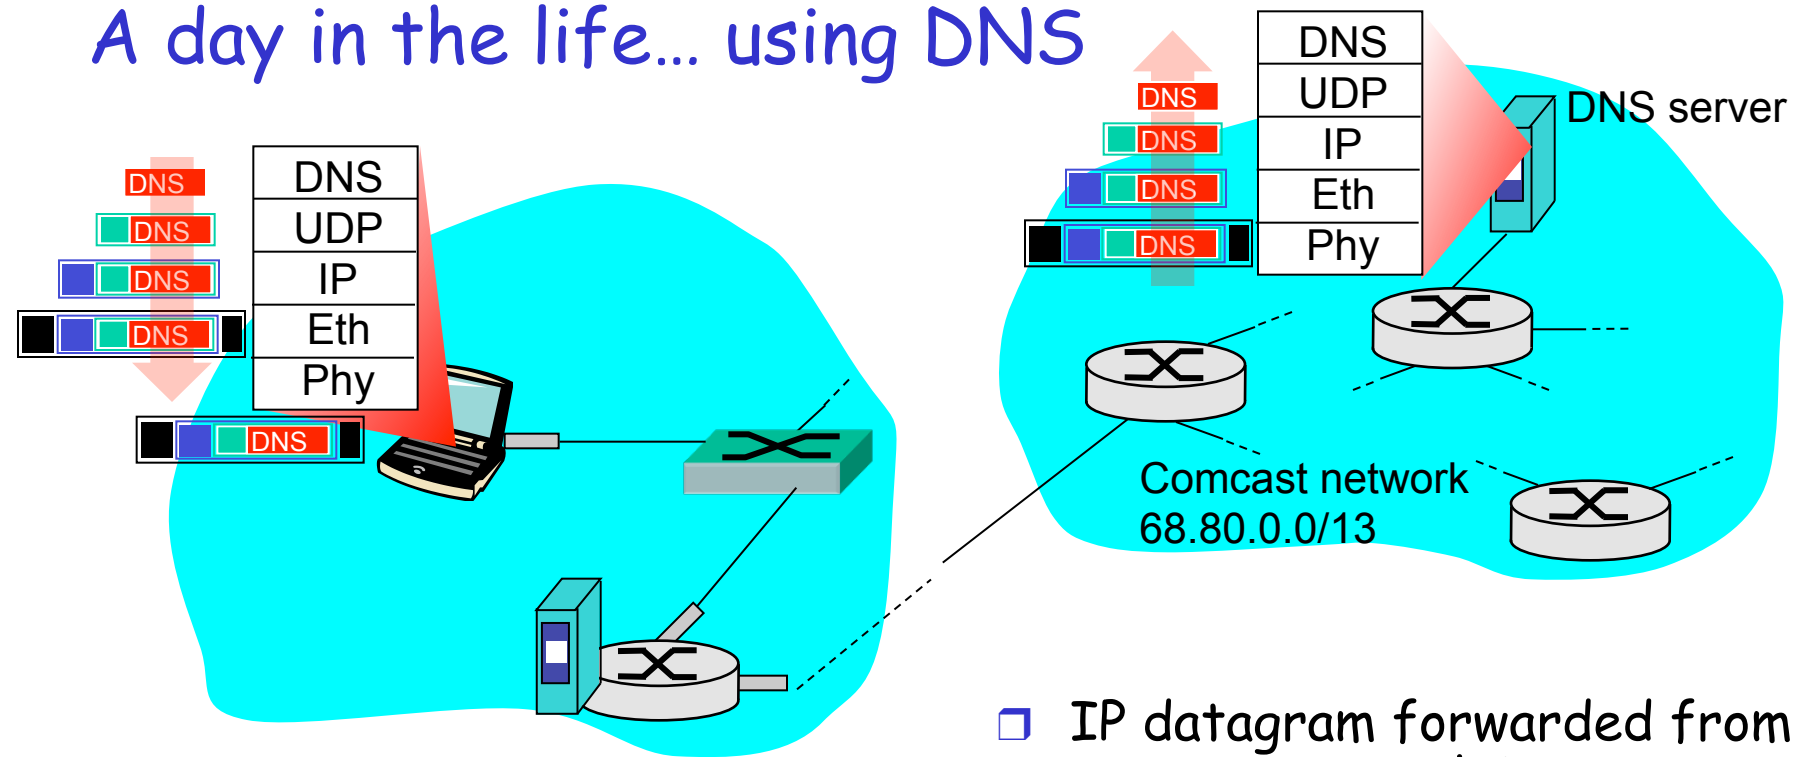 A day in the life... using DNS
DNS
DNS
DNS
DNS
DNS
DNS
UDP
IP
Eth
Phy
DNS
DNS
DNS
DNS
DNS
UDP
IP
Eth
Phy
DNS server
Comcast network
68.80.0.0/13
IP datagram forwarded from